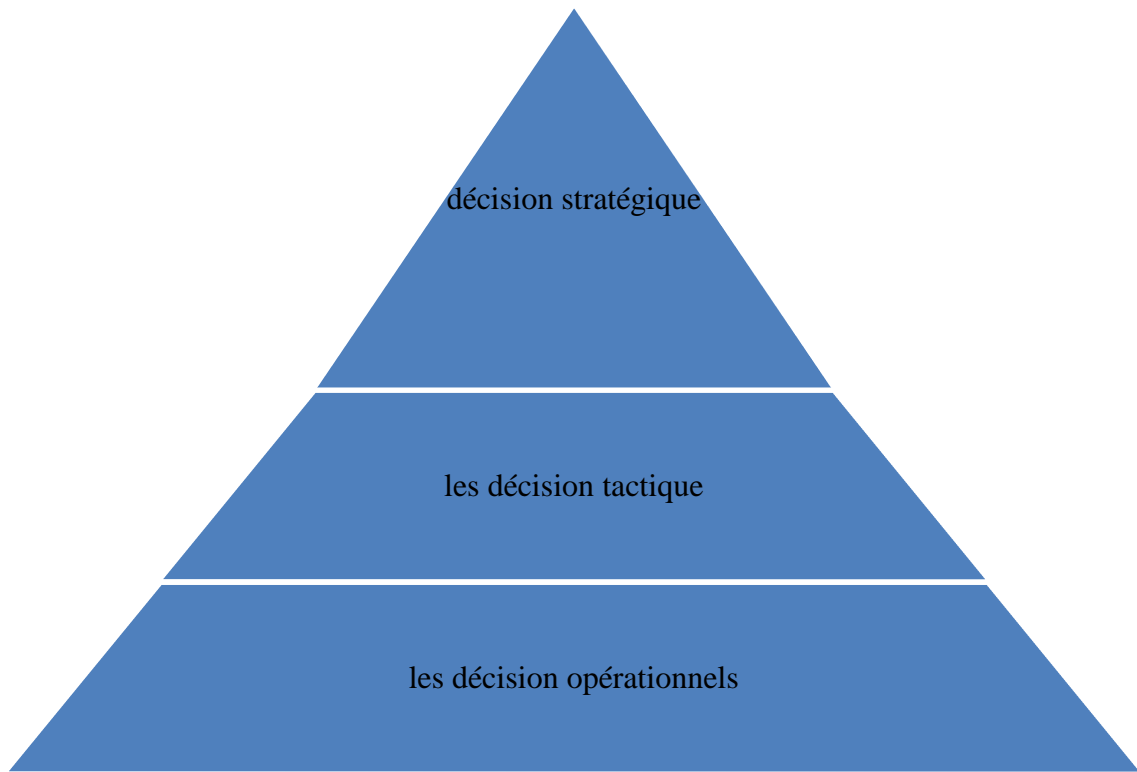 décision stratégique
les décision tactique
les décision opérationnels